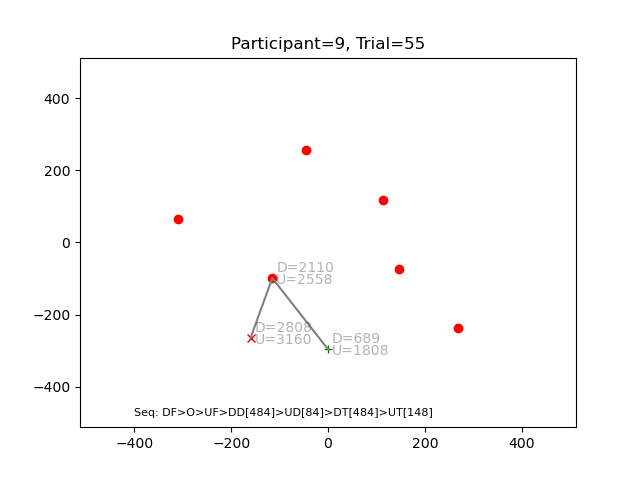 Participant=9, Trial=55
400
200
0
−200
−400
D=2110
U=2558
D=2808
U=3160
D=689
U=1808
Seq: DF>O>UF>DD[484]>UD[84]>DT[484]>UT[148]
−400
−200
0
200
400